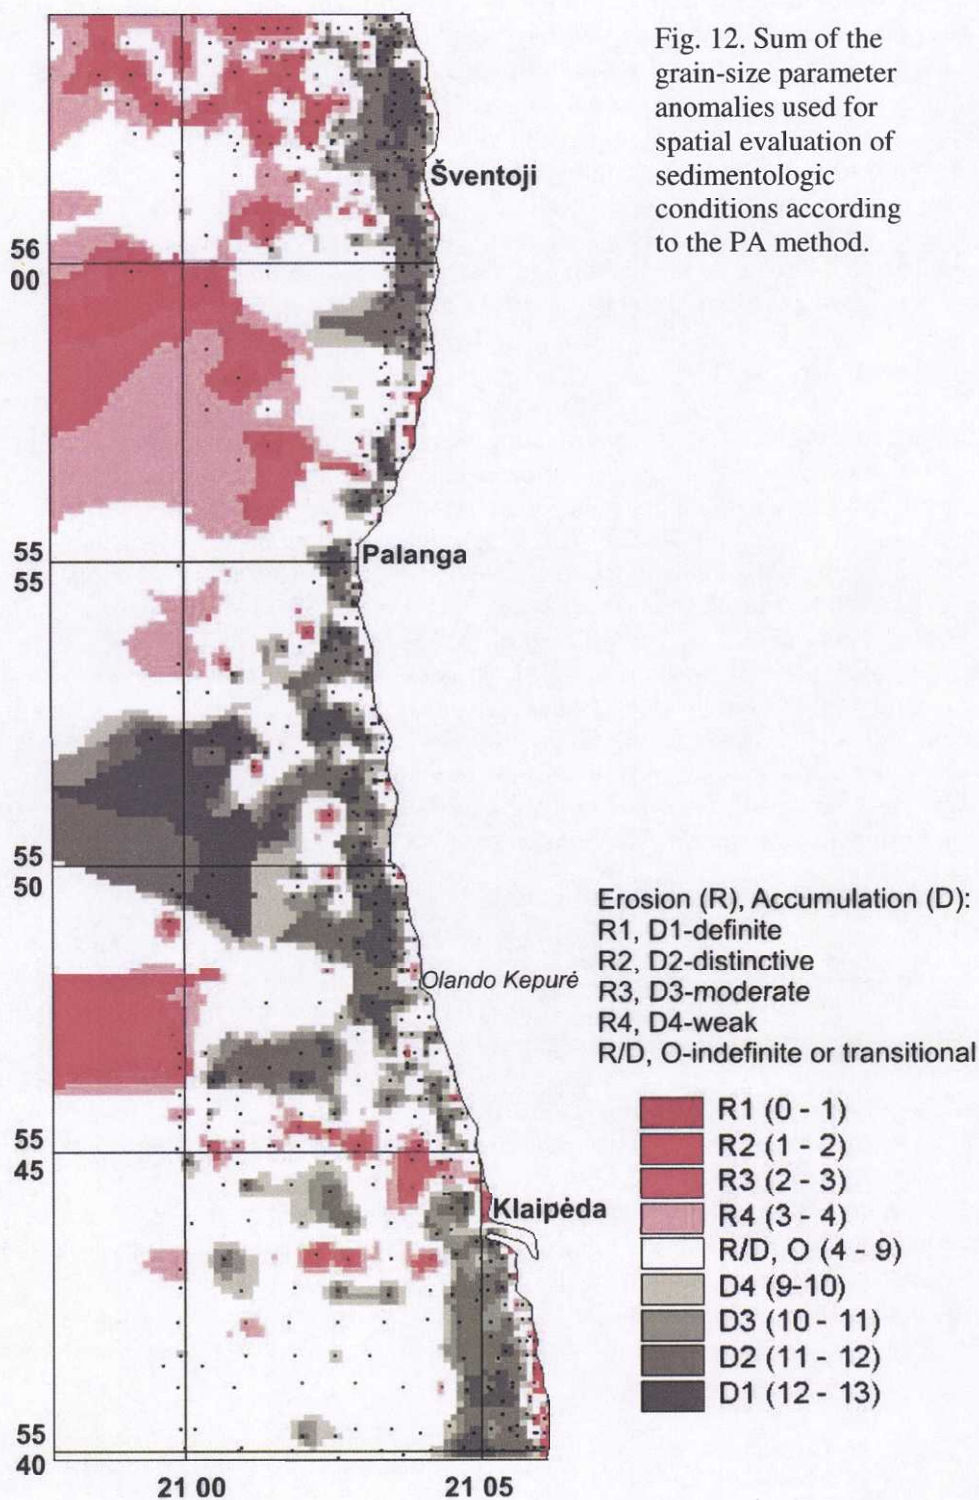 Fig. 12. Sum of the
grain-size parameter
anomalies used for
spatial evaluation of
sedimentologic
conditions according
to the PA method.
Šventoji
56
00
55
55
Palanga
55
50
Olando Kepurė
55
45
Klaipėda
55
40
21 00
21 05
Erosion (R), Accumulation (D):
R1, D1-definite
R2, D2-distinctive
R3, D3-moderate
R4, D4-weak
R/D, O-indefinite or transitional
R1 (0 - 1)
R2 (1 - 2)
R3 (2 - 3)
R4 (3 - 4)
R/D, O (4 - 9)
D4 (9-10)
D3 (10 - 11)
D2 (11 - 12)
D1 (12 - 13)